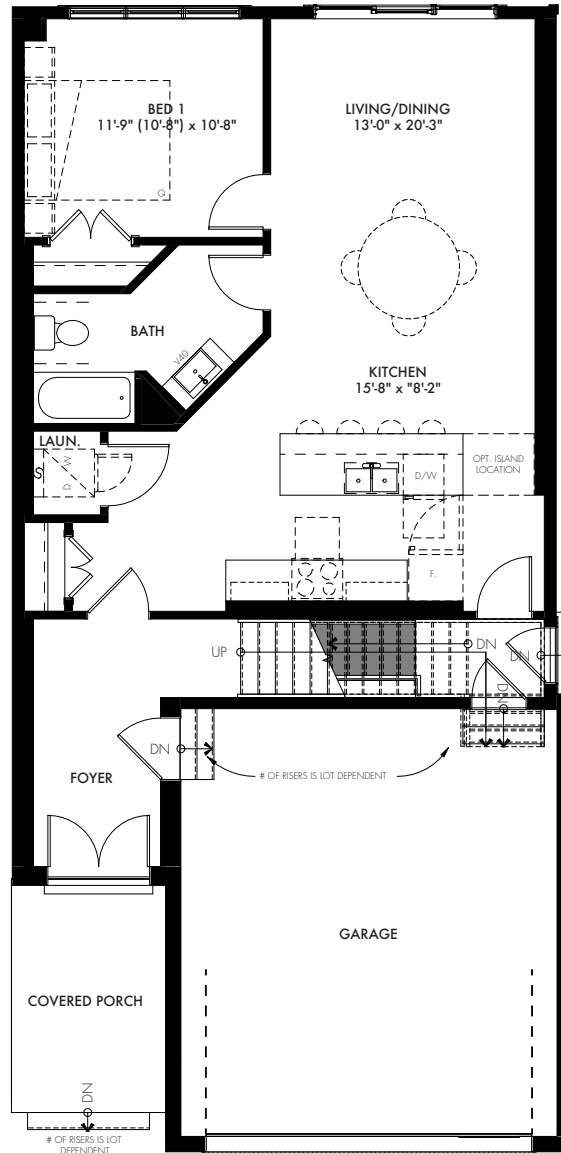 BED 1
11'-9" (10'-8") x 10'-8"
LIVING/DINING
13'-0" x 20'-3"
Q
BATH
V40
KITCHEN
15'-8" x "8'-2"
LAUN.
S
D
W
D/W
OPT. ISLAND
LOCATION
F.
UP
DN
DN
DN
DN
FOYER
# OF RISERS IS LOT DEPENDENT
GARAGE
COVERED PORCH
DN
# OF RISERS IS LOT
DEPENDENT